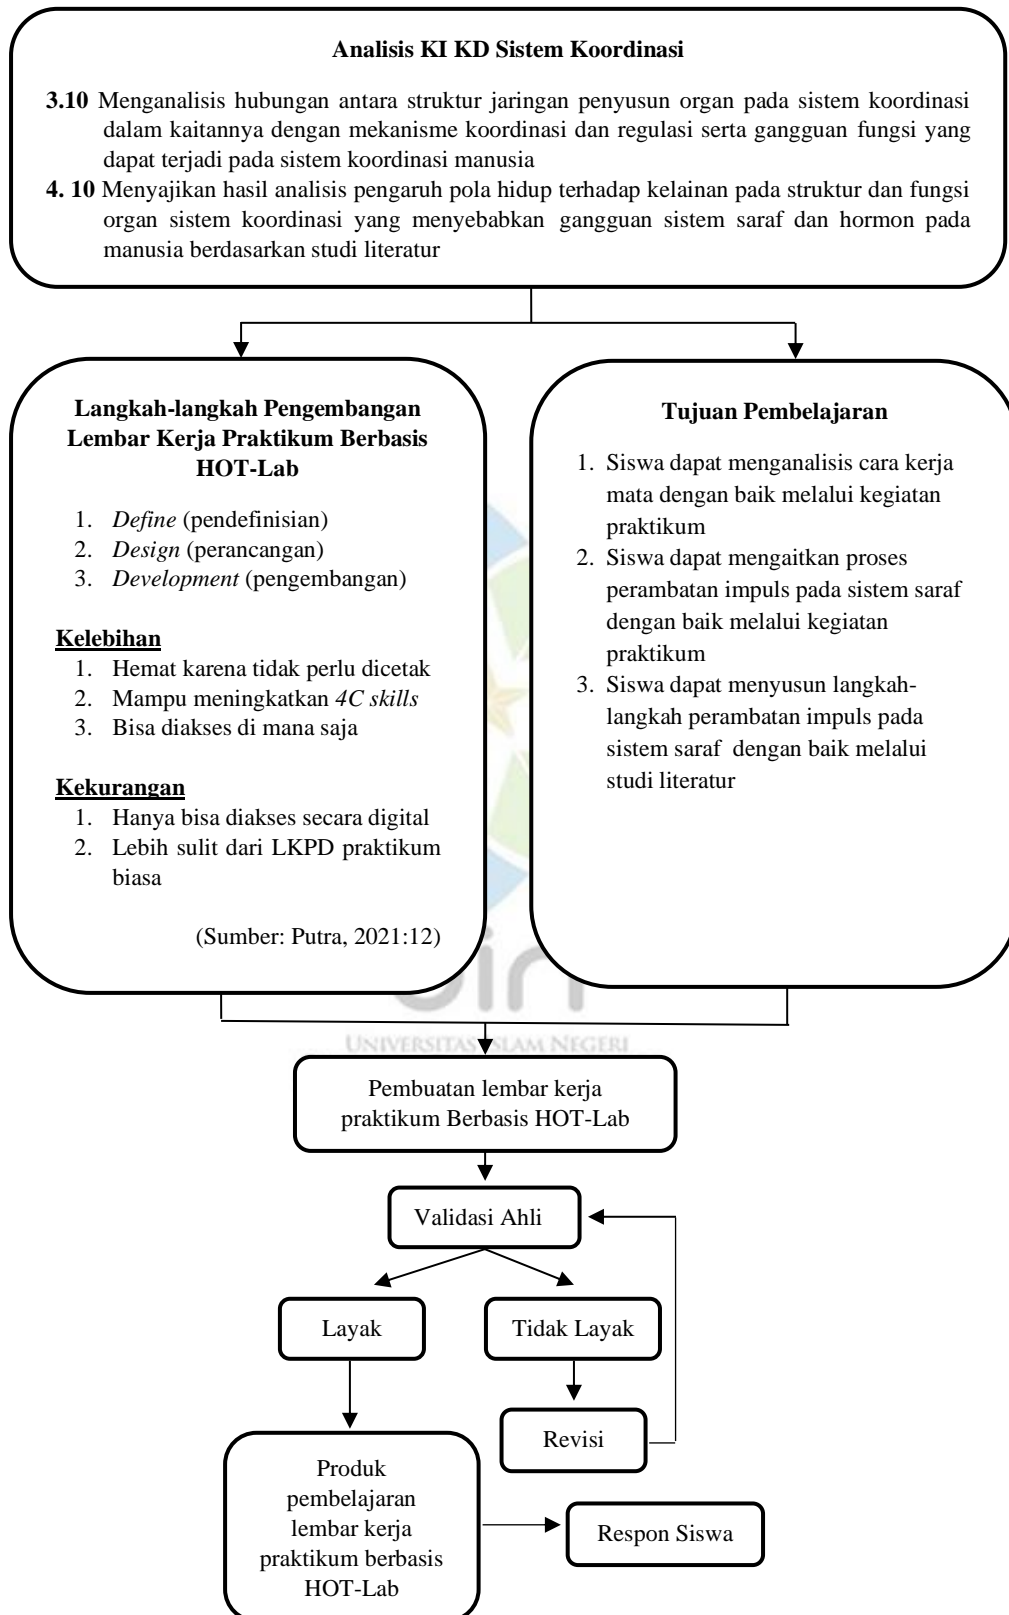 Analisis KI KD Sistem Koordinasi
3.10 Menganalisis hubungan antara struktur jaringan penyusun organ pada sistem koordinasi
dalam kaitannya dengan mekanisme koordinasi dan regulasi serta gangguan fungsi yang
dapat terjadi pada sistem koordinasi manusia
4. 10 Menyajikan hasil analisis pengaruh pola hidup terhadap kelainan pada struktur dan fungsi
organ sistem koordinasi yang menyebabkan gangguan sistem saraf dan hormon pada
manusia berdasarkan studi literatur
Langkah-langkah Pengembangan
Lembar Kerja Praktikum Berbasis
HOT-Lab
1. Define (pendefinisian)
2. Design (perancangan)
3. Development (pengembangan)
Kelebihan
1. Hemat karena tidak perlu dicetak
2. Mampu meningkatkan 4C skills
3. Bisa diakses di mana saja
Kekurangan
1. Hanya bisa diakses secara digital
2. Lebih sulit dari LKPD praktikum
biasa
(Sumber: Putra, 2021:12)
Tujuan Pembelajaran
1. Siswa dapat menganalisis cara kerja
mata dengan baik melalui kegiatan
praktikum
2. Siswa dapat mengaitkan proses
perambatan impuls pada sistem saraf
dengan baik melalui kegiatan
praktikum
3. Siswa dapat menyusun langkah-
langkah perambatan impuls pada
sistem saraf dengan baik melalui
studi literatur
uin
UNIVERSITAS ISLAM NEGERI
Pembuatan lembar kerja
praktikum Berbasis HOT-Lab
Validasi Ahli
Layak
Tidak Layak
Revisi
Produk
pembelajaran
lembar kerja
praktikum berbasis
HOT-Lab
Respon Siswa